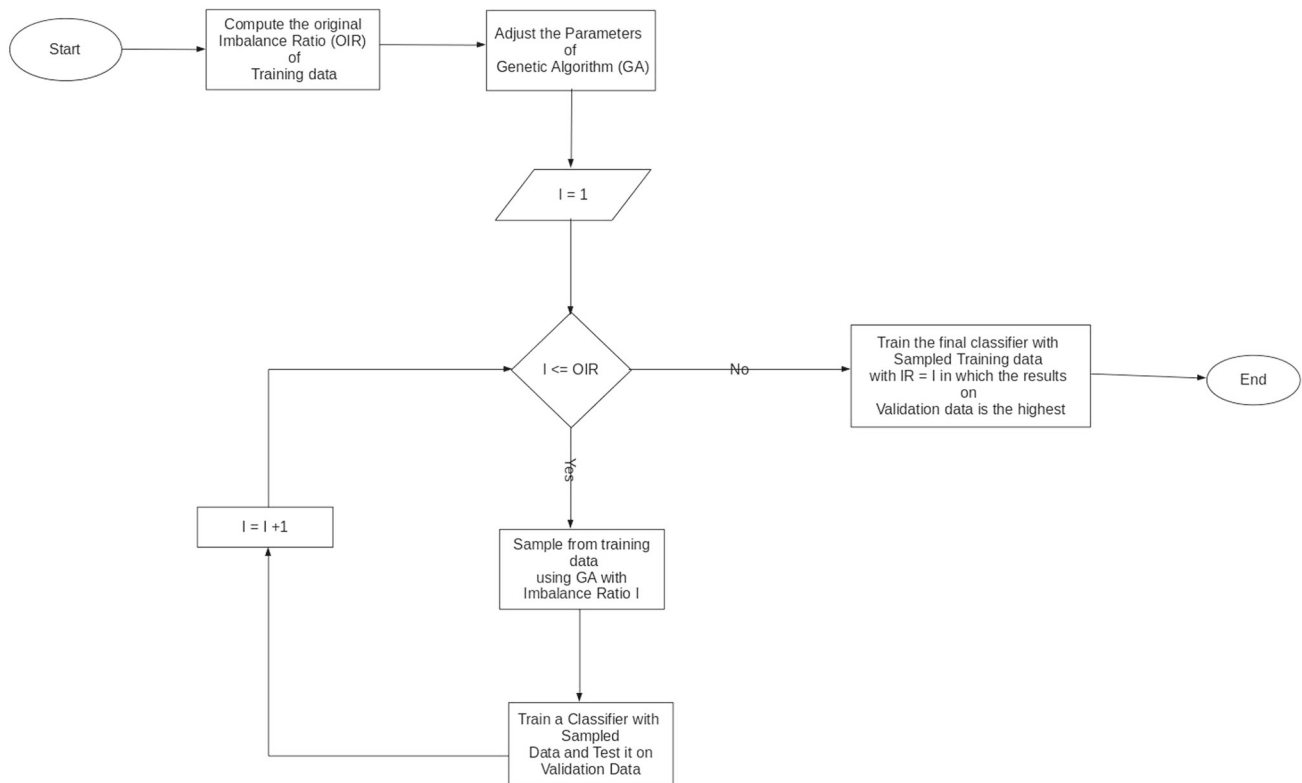 Start
Compute the original
Imbalance Ratio (OIR)
of
Training data
Adjust the Parameters
of
Genetic Algorithm (GA)
I = 1
I <= OIR
No
Train the final classifier with
Sampled Training data
with IR = I in which the results
on
Validation data is the highest
End
Yes
I = I +1
Sample from training
data
using GA with
Imbalance Ratio I
Train a Classifier with
Sampled
Data and Test it on
Validation Data